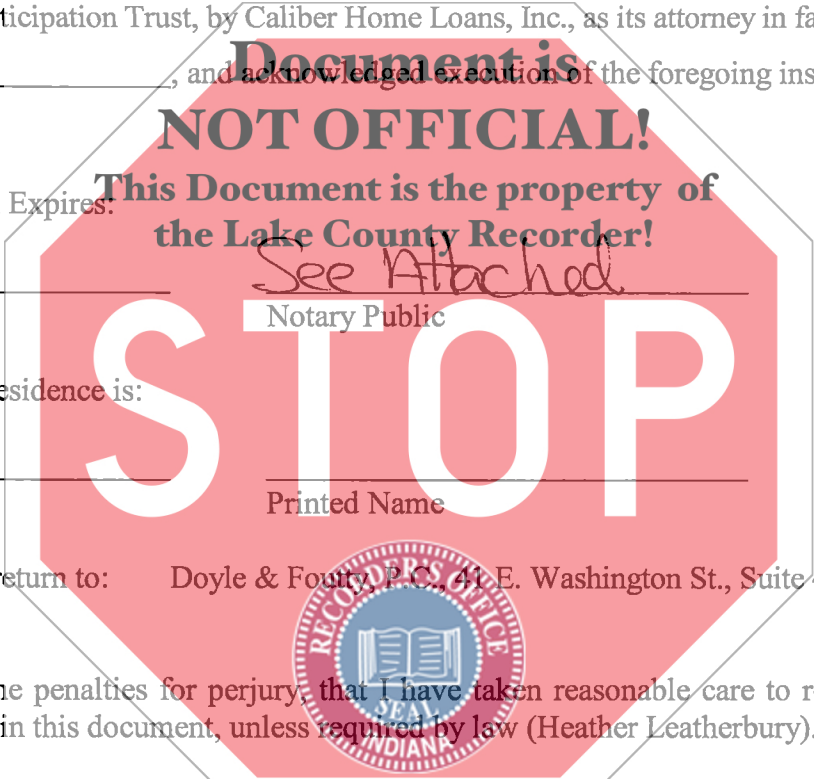 ticipation Trust, by Caliber Home Loans, Inc., as its attorney in fa
Document is
, and acknowledged execution of the foregoing ins
NOT OFFICIAL!
This Document is the property of
Expires:
the Lake County Recorder!
See Attached
Notary Public
STOP
esidence is:
Printed Name
eturn to: Doyle & Foutty, P.C., 41 E. Washington St., Suite
RECORDER'S OFFICE
SEAL
INDIANA
e penalties for perjury, that I have taken reasonable care to r
in this document, unless required by law (Heather Leatherbury).